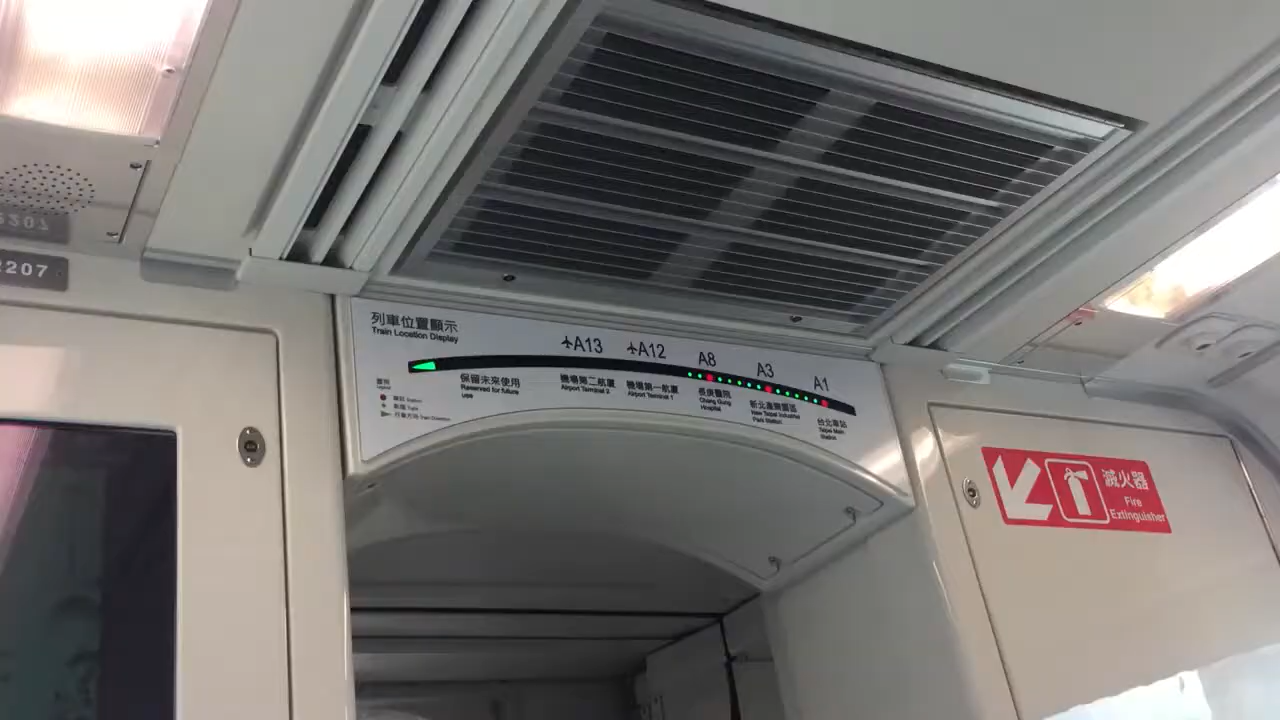 2207
2207
列車位置顯示
Train Location Display
A13
A12
A8
A3
A1
保留未來使用
Reserved for future
use
機場第二航廈
Airport Terminal 2
機場第一航廈
Airport Terminal 1
長庚醫院
Chang Gung
Hospital
新北產業園區
New Taipei Industrial
Park Station
台北車站
Taipei Main
Station
滅火器
Fire
Extinguisher